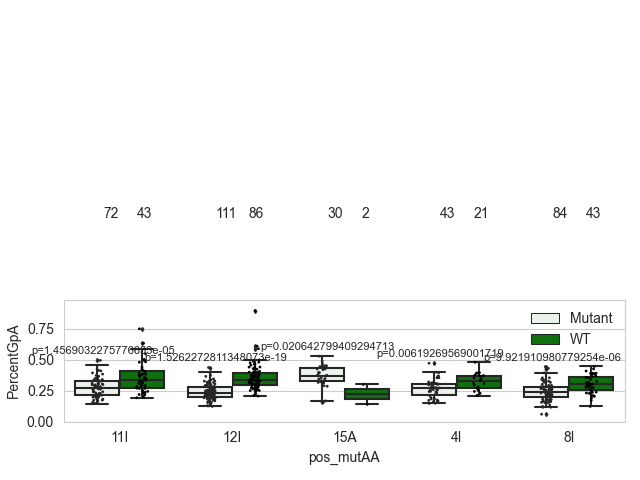 72 43 111 86 30 2 43 21 84 43
0.75
0.50
0.25
0.00
PercentGpA
Mutant
WT
p=0.020642799409294713
11I 12I 15A 4I 8I
pos_mutAA